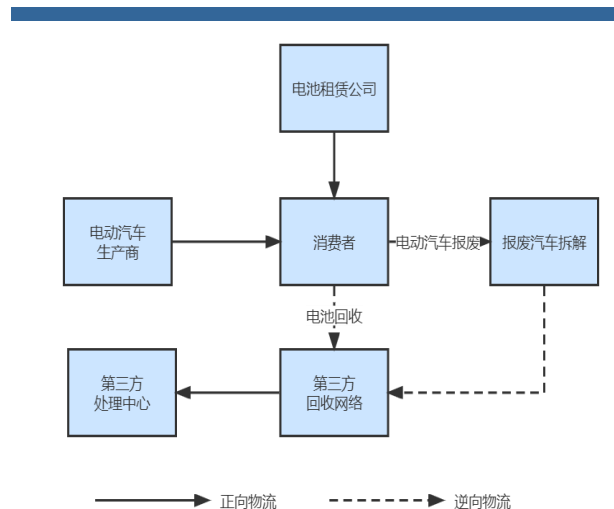 电池租赁公司
电动汽车
生产商
消费者
电动汽车报废
报废汽车拆解
电池回收
第三方
处理中心
第三方
回收网络
正向物流
逆向物流